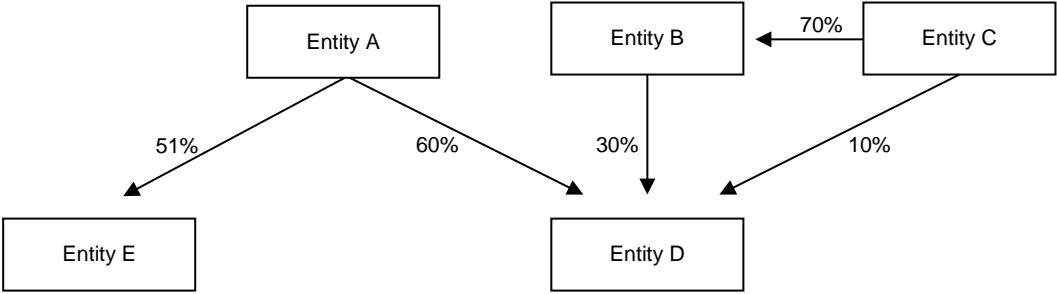 Entity A
Entity B
70%
Entity C
51%
60%
30%
10%
Entity E
Entity D